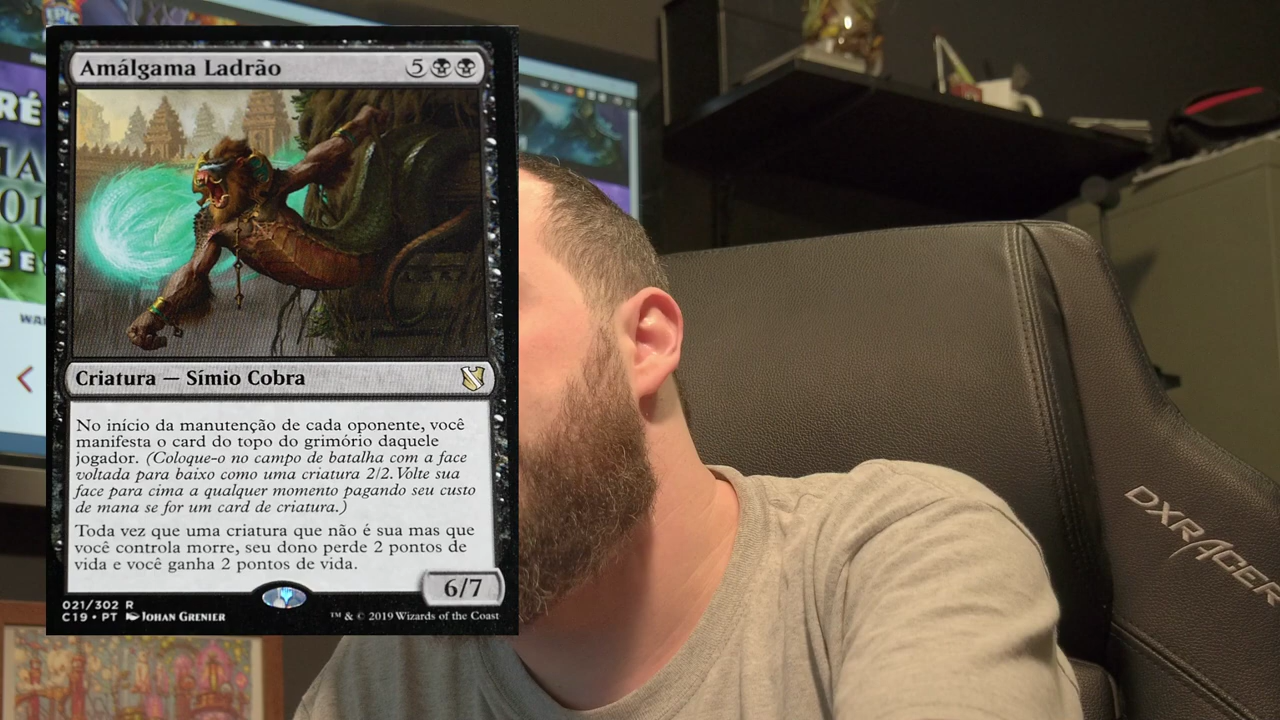 Amálgama Ladrão 5
Criatura — Símio Cobra
No início da manutenção de cada oponente, você
manifesta o card do topo do grimório daquele
jogador. (Coloque-o no campo de batalha com a face
voltada para baixo como uma criatura 2/2. Volte sua
face para cima a qualquer momento pagando seu custo
de mana se for um card de criatura.)
Toda vez que uma criatura que não é sua mas que
você controla morre, seu dono perde 2 pontos de
vida e você ganha 2 pontos de vida.
6/7
021/302 R
C19 • PT JOHAN GRENIER
™ & © 2019 Wizards of the Coast
RÉ
DXRACER